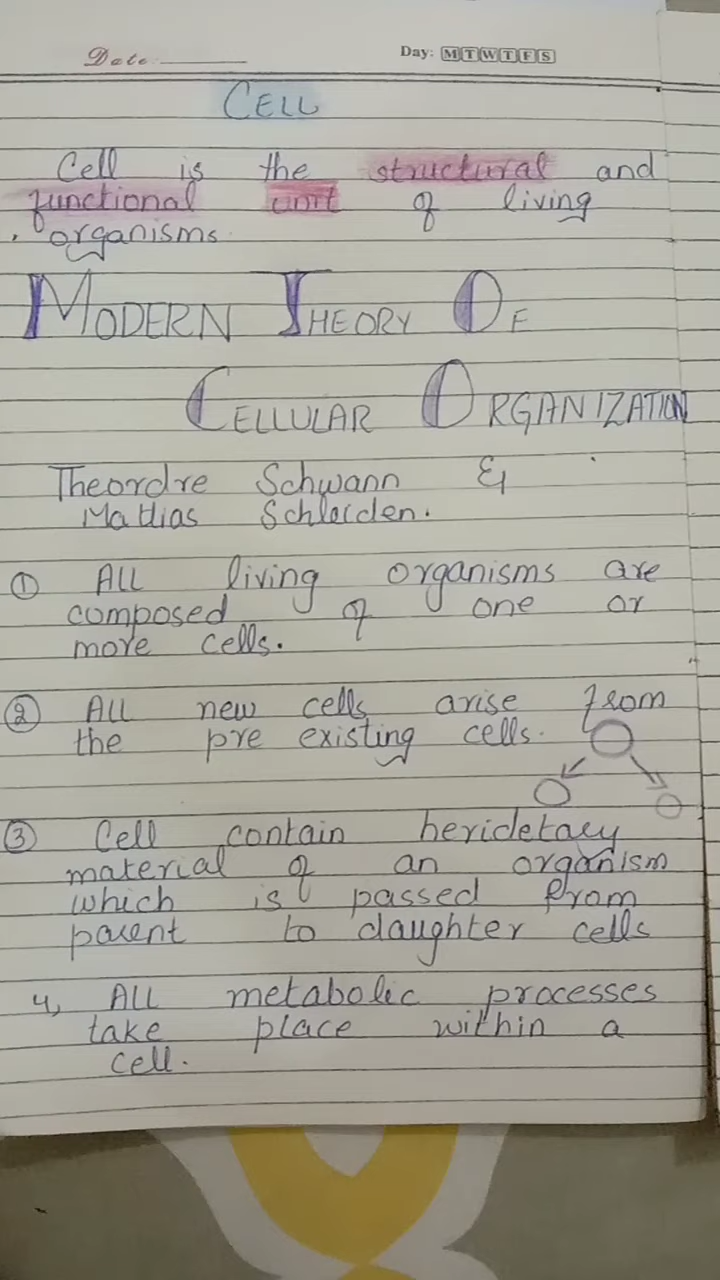 Date
Day: M T W T F S
CELL
Cell is the structural and
functional unit of living
organisms.
MODERN THEORY OF
CELLULAR ORGANIZATION
Theordre Schwann &
Mathias Schleiden.
① All living organisms are
composed of one or
more cells.
② All new cells arise from
the pre existing cells.
③ Cell contain heridetary
material of an organism
which is passed from
parent to daughter cells
4, All metabolic processes
take place within a
cell.